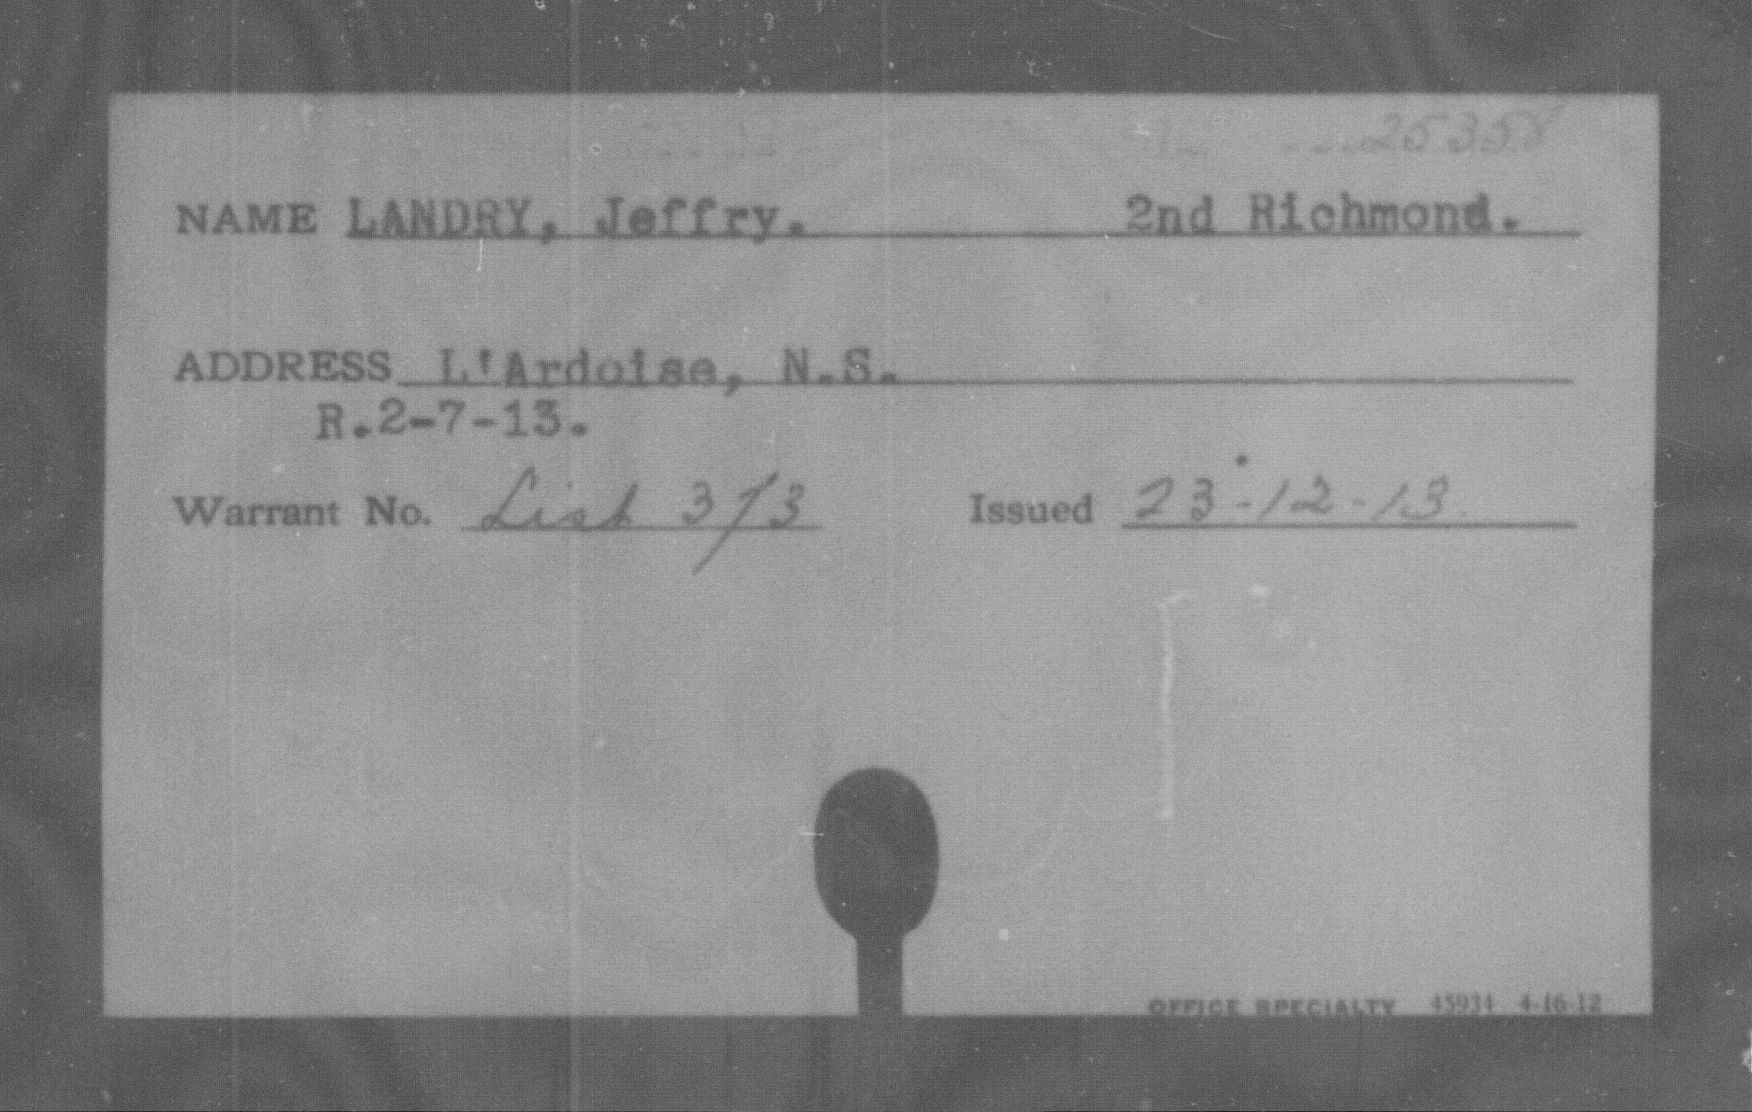 25358
NAME LANDRY, Jeffry. 2nd Richmond.
ADDRESS L'Ardoise, N.S.
R.2-7-13.
Warrant No. List 3/3 Issued 23-12-13.
OFFICE SPECIALTY 45934 4-16-12